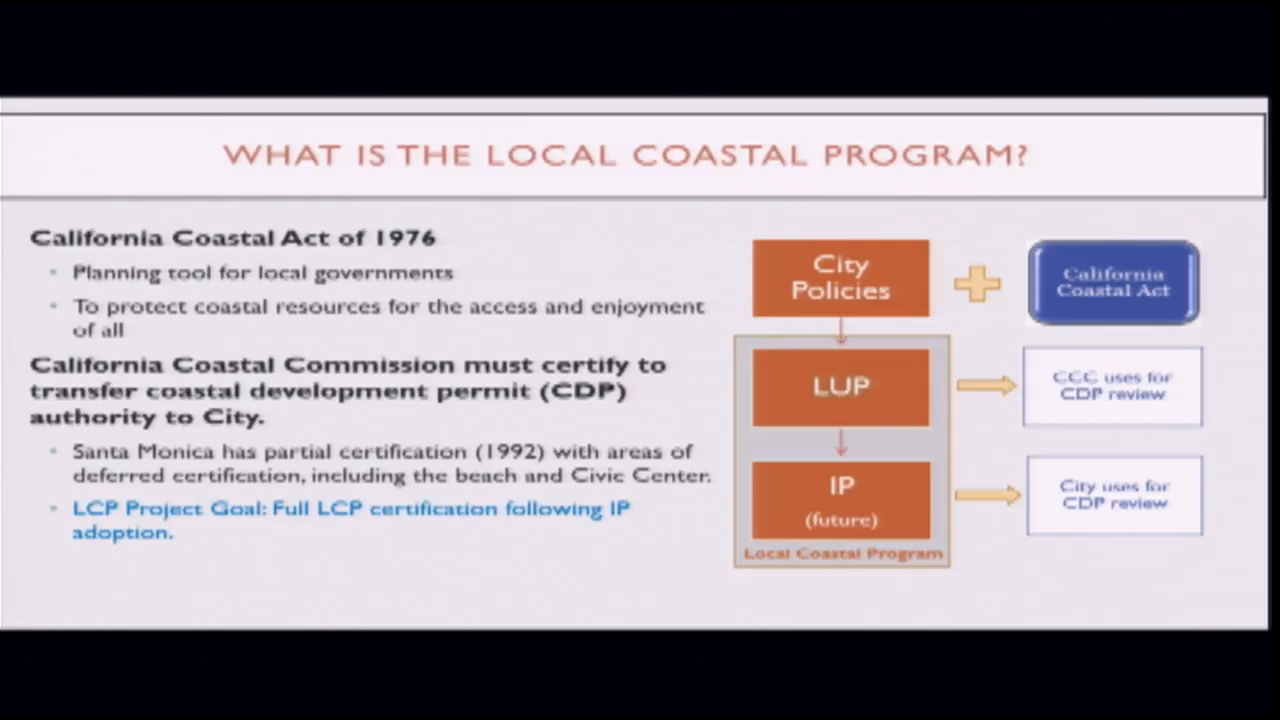 WHAT IS THE LOCAL COASTAL PROGRAM?
California Coastal Act of 1976
Planning tool for local governments
To protect coastal resources for the access and enjoyment
of all
California Coastal Commission must certify to
transfer coastal development permit (CDP)
authority to City.
Santa Monica has partial certification (1992) with areas of
deferred certification, including the beach and Civic Center.
LCP Project Goal: Full LCP certification following IP
adoption.
City
Policies
California
Coastal Act
LUP
CCC uses for
CDP review
IP
(future)
City uses for
CDP review
Local Coastal Program